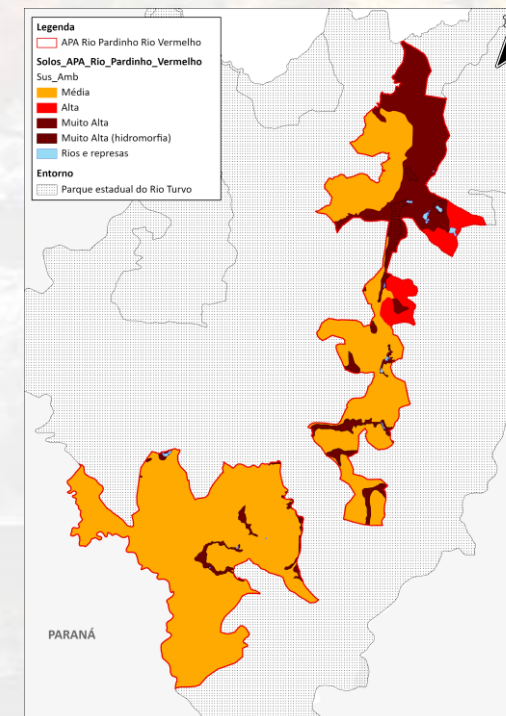 Legenda
APA Rio Pardinho Rio Vermelho
Solos_APA_Rio_Pardinho_Vermelho
Sus_Amb
Média
Alta
Muito Alta
Muito Alta (hidromorfia)
Rios e represas
Entorno
Parque estadual do Rio Turvo
PARANÁ